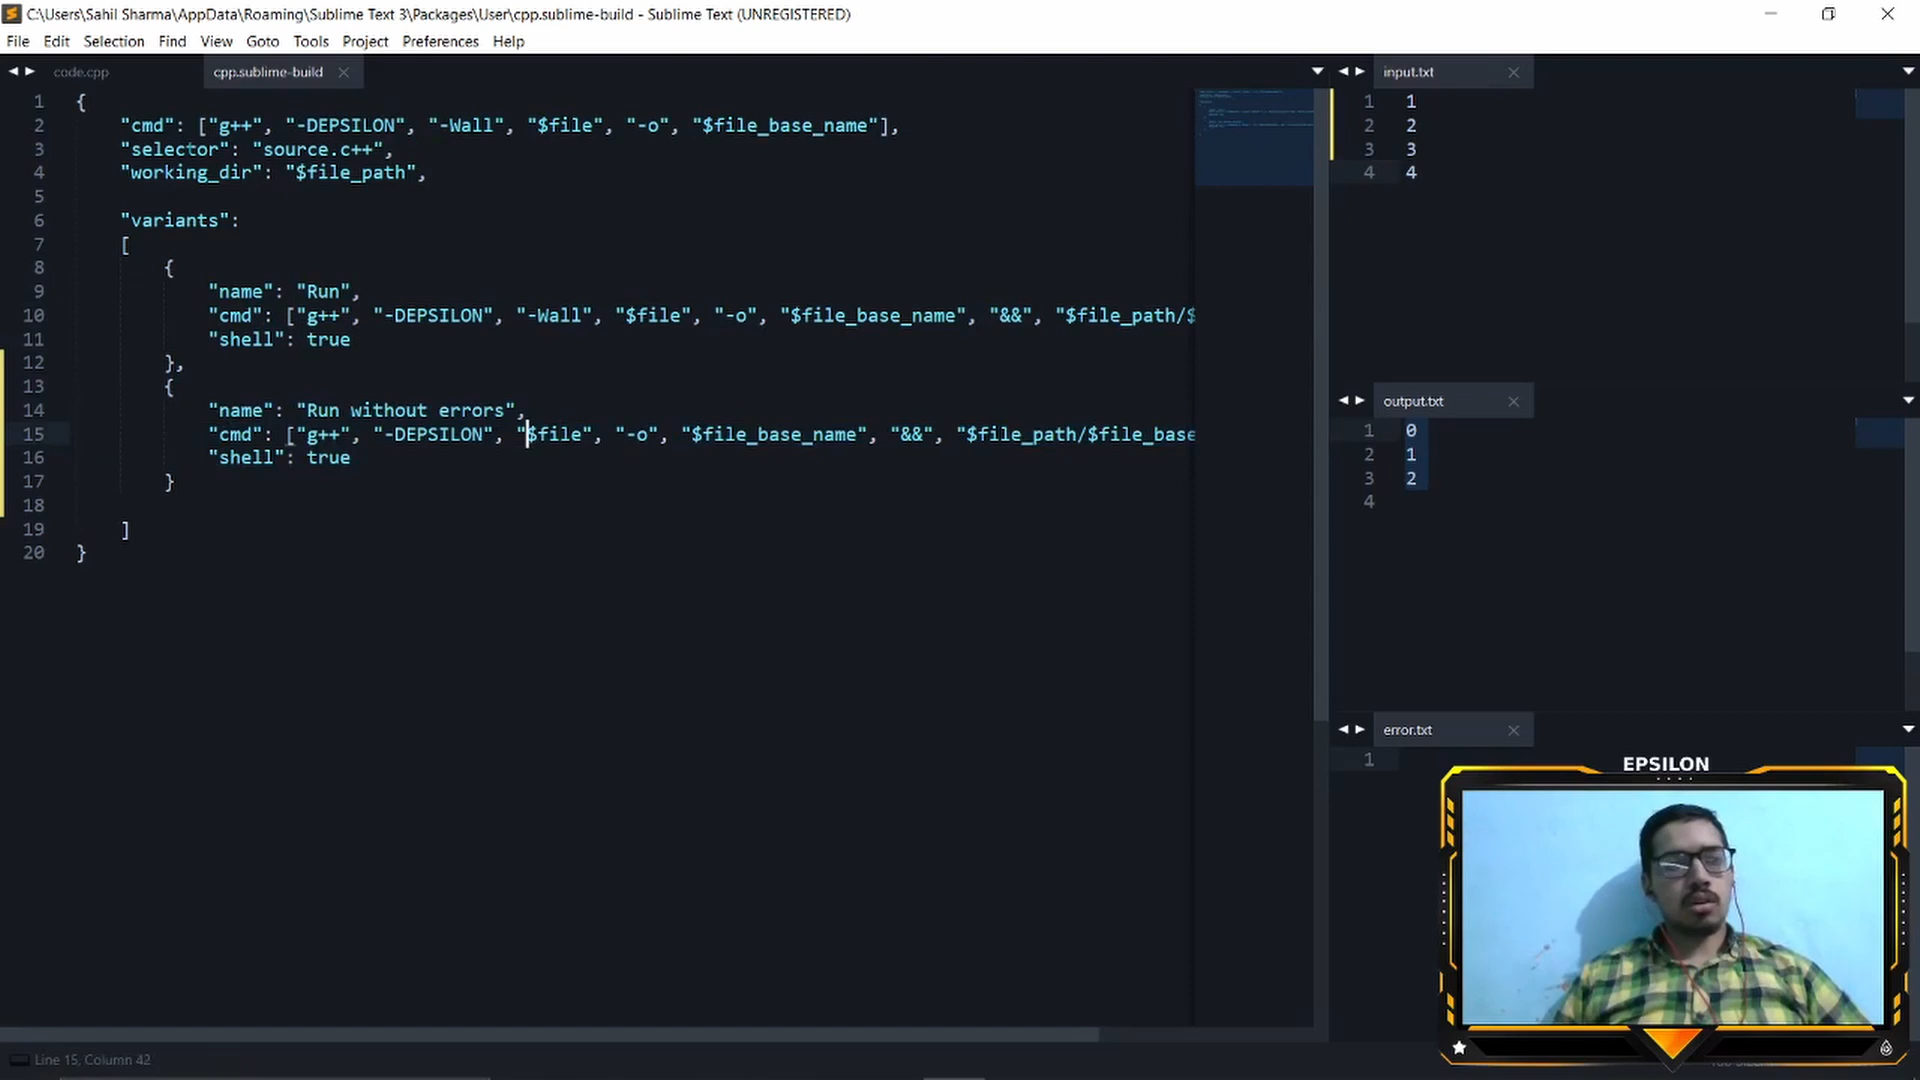 C:\Users\Sahil Sharma\AppData\Roaming\Sublime Text 3\Packages\User\cpp.sublime-build - Sublime Text (UNREGISTERED)
File Edit Selection Find View Goto Tools Project Preferences Help
code.cpp cpp.sublime-build
1 {
2 "cmd": ["g++", "-DEPSILON", "-Wall", "$file", "-o", "$file_base_name"],
3 "selector": "source.c++",
4 "working_dir": "$file_path",
5
6 "variants":
7 [
8 {
9 "name": "Run",
10 "cmd": ["g++", "-DEPSILON", "-Wall", "$file", "-o", "$file_base_name", "&&", "$file_path/$
11 "shell": true
12 },
13 {
14 "name": "Run without errors",
15 "cmd": ["g++", "-DEPSILON", "$file", "-o", "$file_base_name", "&&", "$file_path/$file_base
16 "shell": true
17 }
18
19 ]
20 }
input.txt
1 1
2 2
3 3
4 4
output.txt
1 0
2 1
3 2
4
error.txt
1
EPSILON
Line 15, Column 42